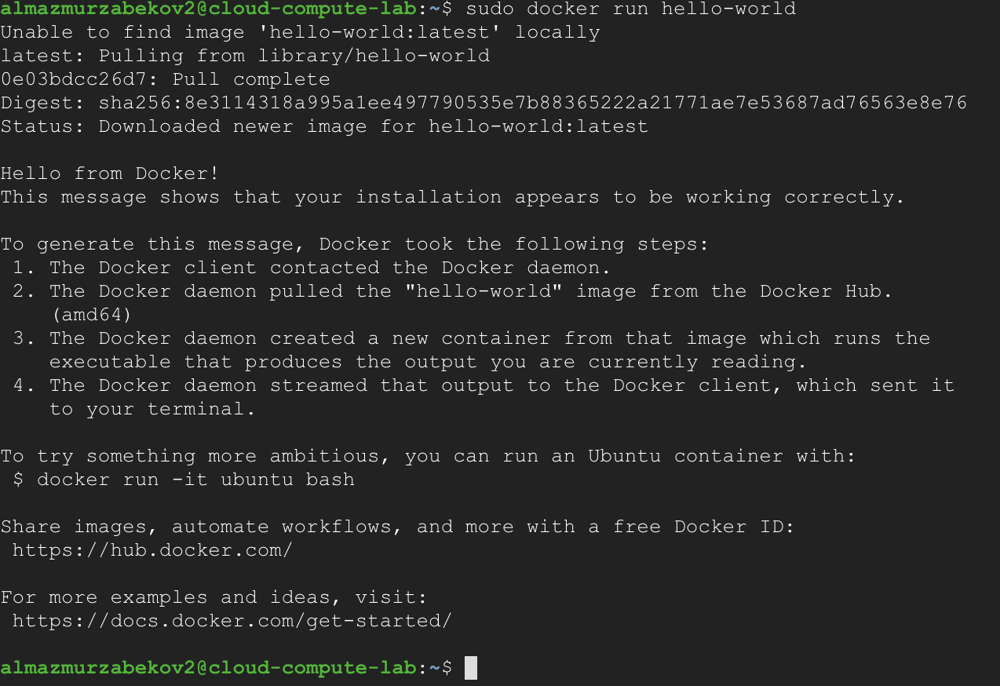 almazmurzabekov2@cloud-compute-lab:~$ sudo docker run hello-world
Unable to find image 'hello-world:latest' locally
latest: Pulling from library/hello-world
0e03bdcc26d7: Pull complete
Digest: sha256:8e3114318a995a1ee497790535e7b88365222a21771ae7e53687ad76563e8e76
Status: Downloaded newer image for hello-world:latest

Hello from Docker!
This message shows that your installation appears to be working correctly.

To generate this message, Docker took the following steps:
 1. The Docker client contacted the Docker daemon.
 2. The Docker daemon pulled the "hello-world" image from the Docker Hub.
    (amd64)
 3. The Docker daemon created a new container from that image which runs the
    executable that produces the output you are currently reading.
 4. The Docker daemon streamed that output to the Docker client, which sent it
    to your terminal.

To try something more ambitious, you can run an Ubuntu container with:
 $ docker run -it ubuntu bash

Share images, automate workflows, and more with a free Docker ID:
 https://hub.docker.com/

For more examples and ideas, visit:
 https://docs.docker.com/get-started/

almazmurzabekov2@cloud-compute-lab:~$